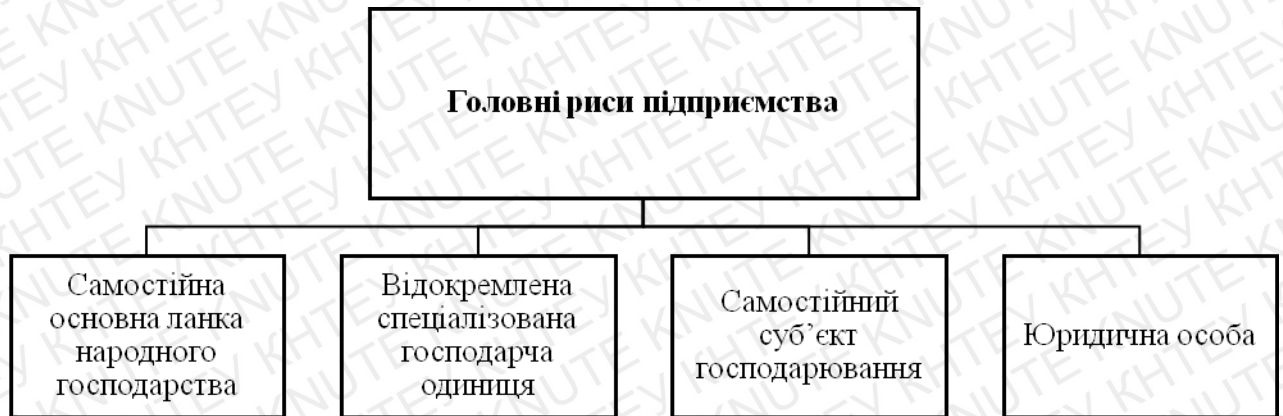 Головні риси підприємства
Самостійна
основна ланка
народного
господарства
Відокремлена
спеціалізована
господарча
одиниця
Самостійний
суб’єкт
господарювання
Юридична особа